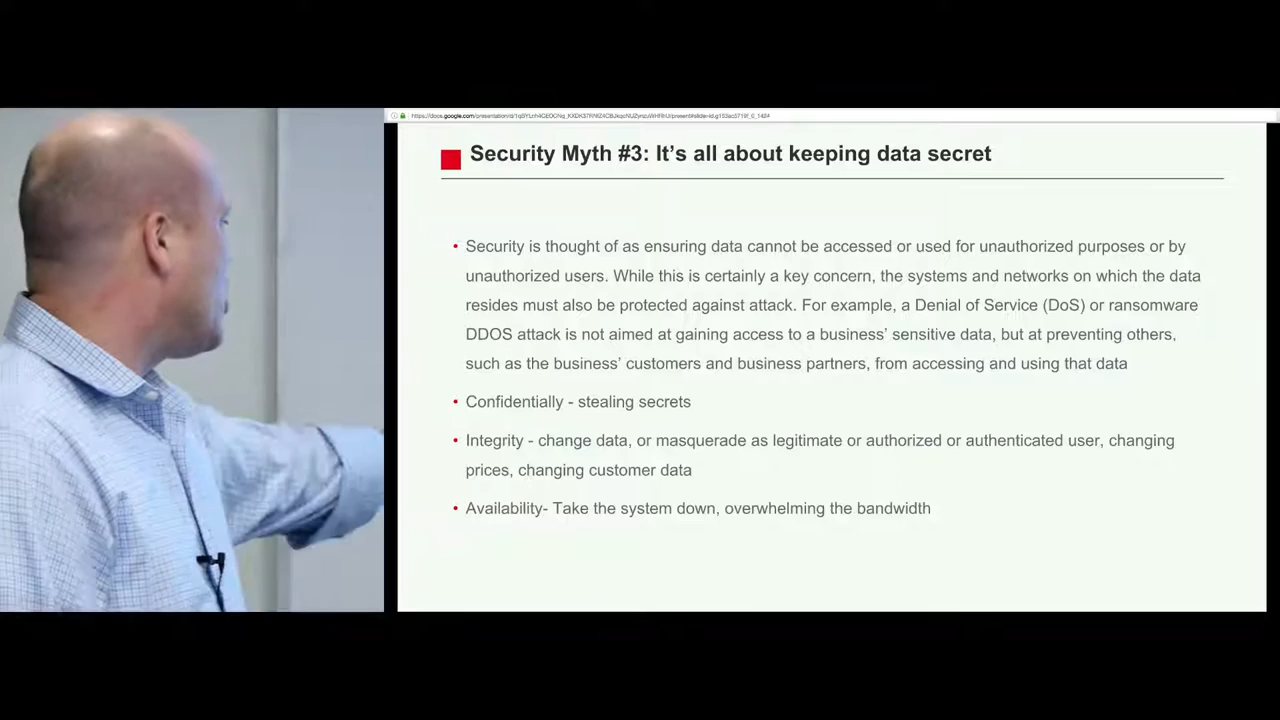 Security Myth #3: It's all about keeping data secret
• Security is thought of as ensuring data cannot be accessed or used for unauthorized purposes or by
unauthorized users. While this is certainly a key concern, the systems and networks on which the data
resides must also be protected against attack. For example, a Denial of Service (DoS) or ransomware
DDOS attack is not aimed at gaining access to a business' sensitive data, but at preventing others,
such as the business' customers and business partners, from accessing and using that data
• Confidentially - stealing secrets
• Integrity - change data, or masquerade as legitimate or authorized or authenticated user, changing
prices, changing customer data
• Availability- Take the system down, overwhelming the bandwidth